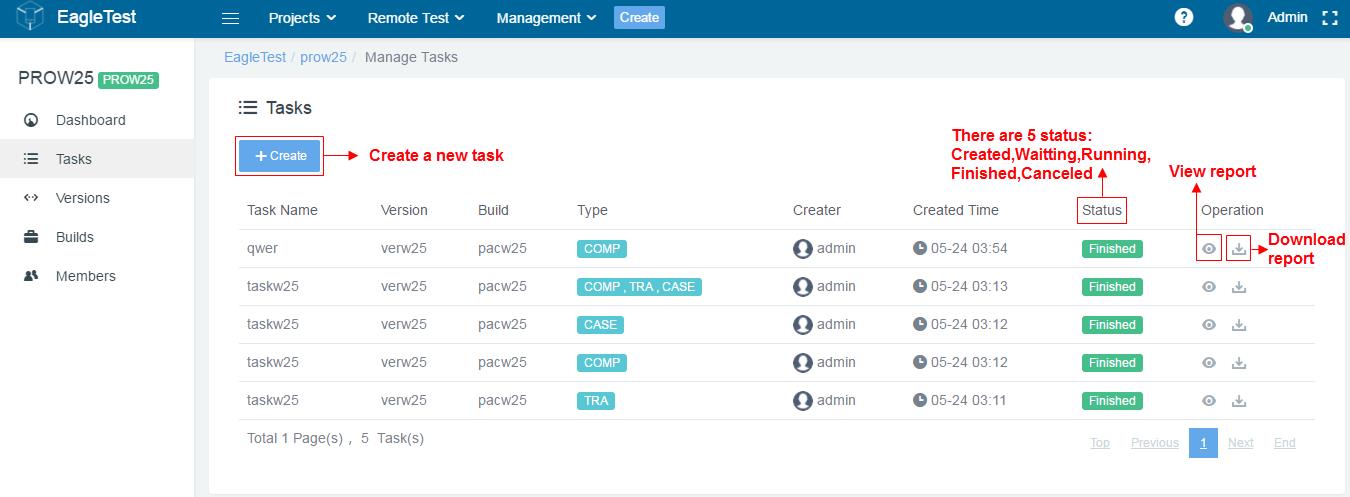 EagleTest Projects Remote Test Management Create ? Admin
EagleTest / prow25 / Manage Tasks
PROW25 PROW25
Dashboard
Tasks
Versions
Builds
Members
Tasks
+ Create Create a new task
There are 5 status:
Created,Waitting,Running,
Finished,Canceled
View report
Task Name Version Build Type Creater Created Time Status Operation
qwer verw25 pacw25 COMP admin 05-24 03:54 Finished
Download
report
taskw25 verw25 pacw25 COMP , TRA , CASE admin 05-24 03:13 Finished
taskw25 verw25 pacw25 CASE admin 05-24 03:12 Finished
taskw25 verw25 pacw25 COMP admin 05-24 03:12 Finished
taskw25 verw25 pacw25 TRA admin 05-24 03:11 Finished
Total 1 Page(s) , 5 Task(s) Top Previous 1 Next End